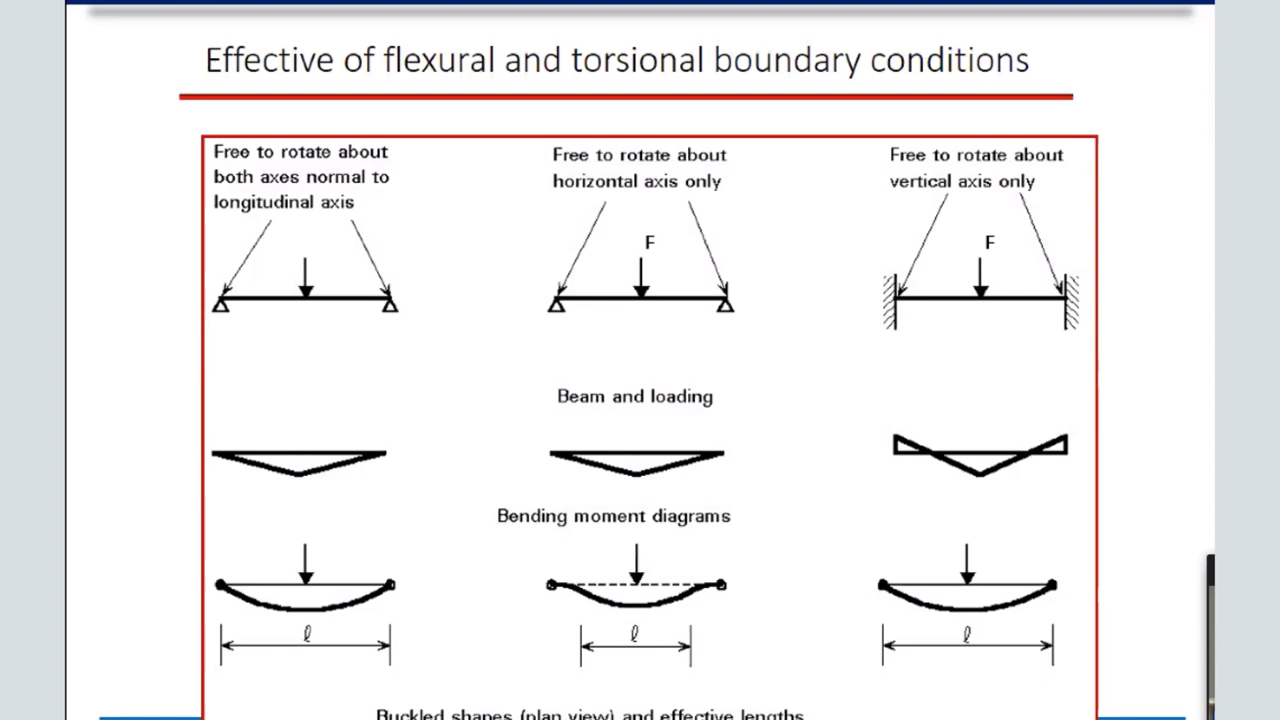 Effective of flexural and torsional boundary conditions
Free to rotate about
both axes normal to
longitudinal axis
Free to rotate about
horizontal axis only
Free to rotate about
vertical axis only
F
F
Beam and loading
Bending moment diagrams
ℓ
ℓ
ℓ
Buckled shapes (plan view) and effective lengths